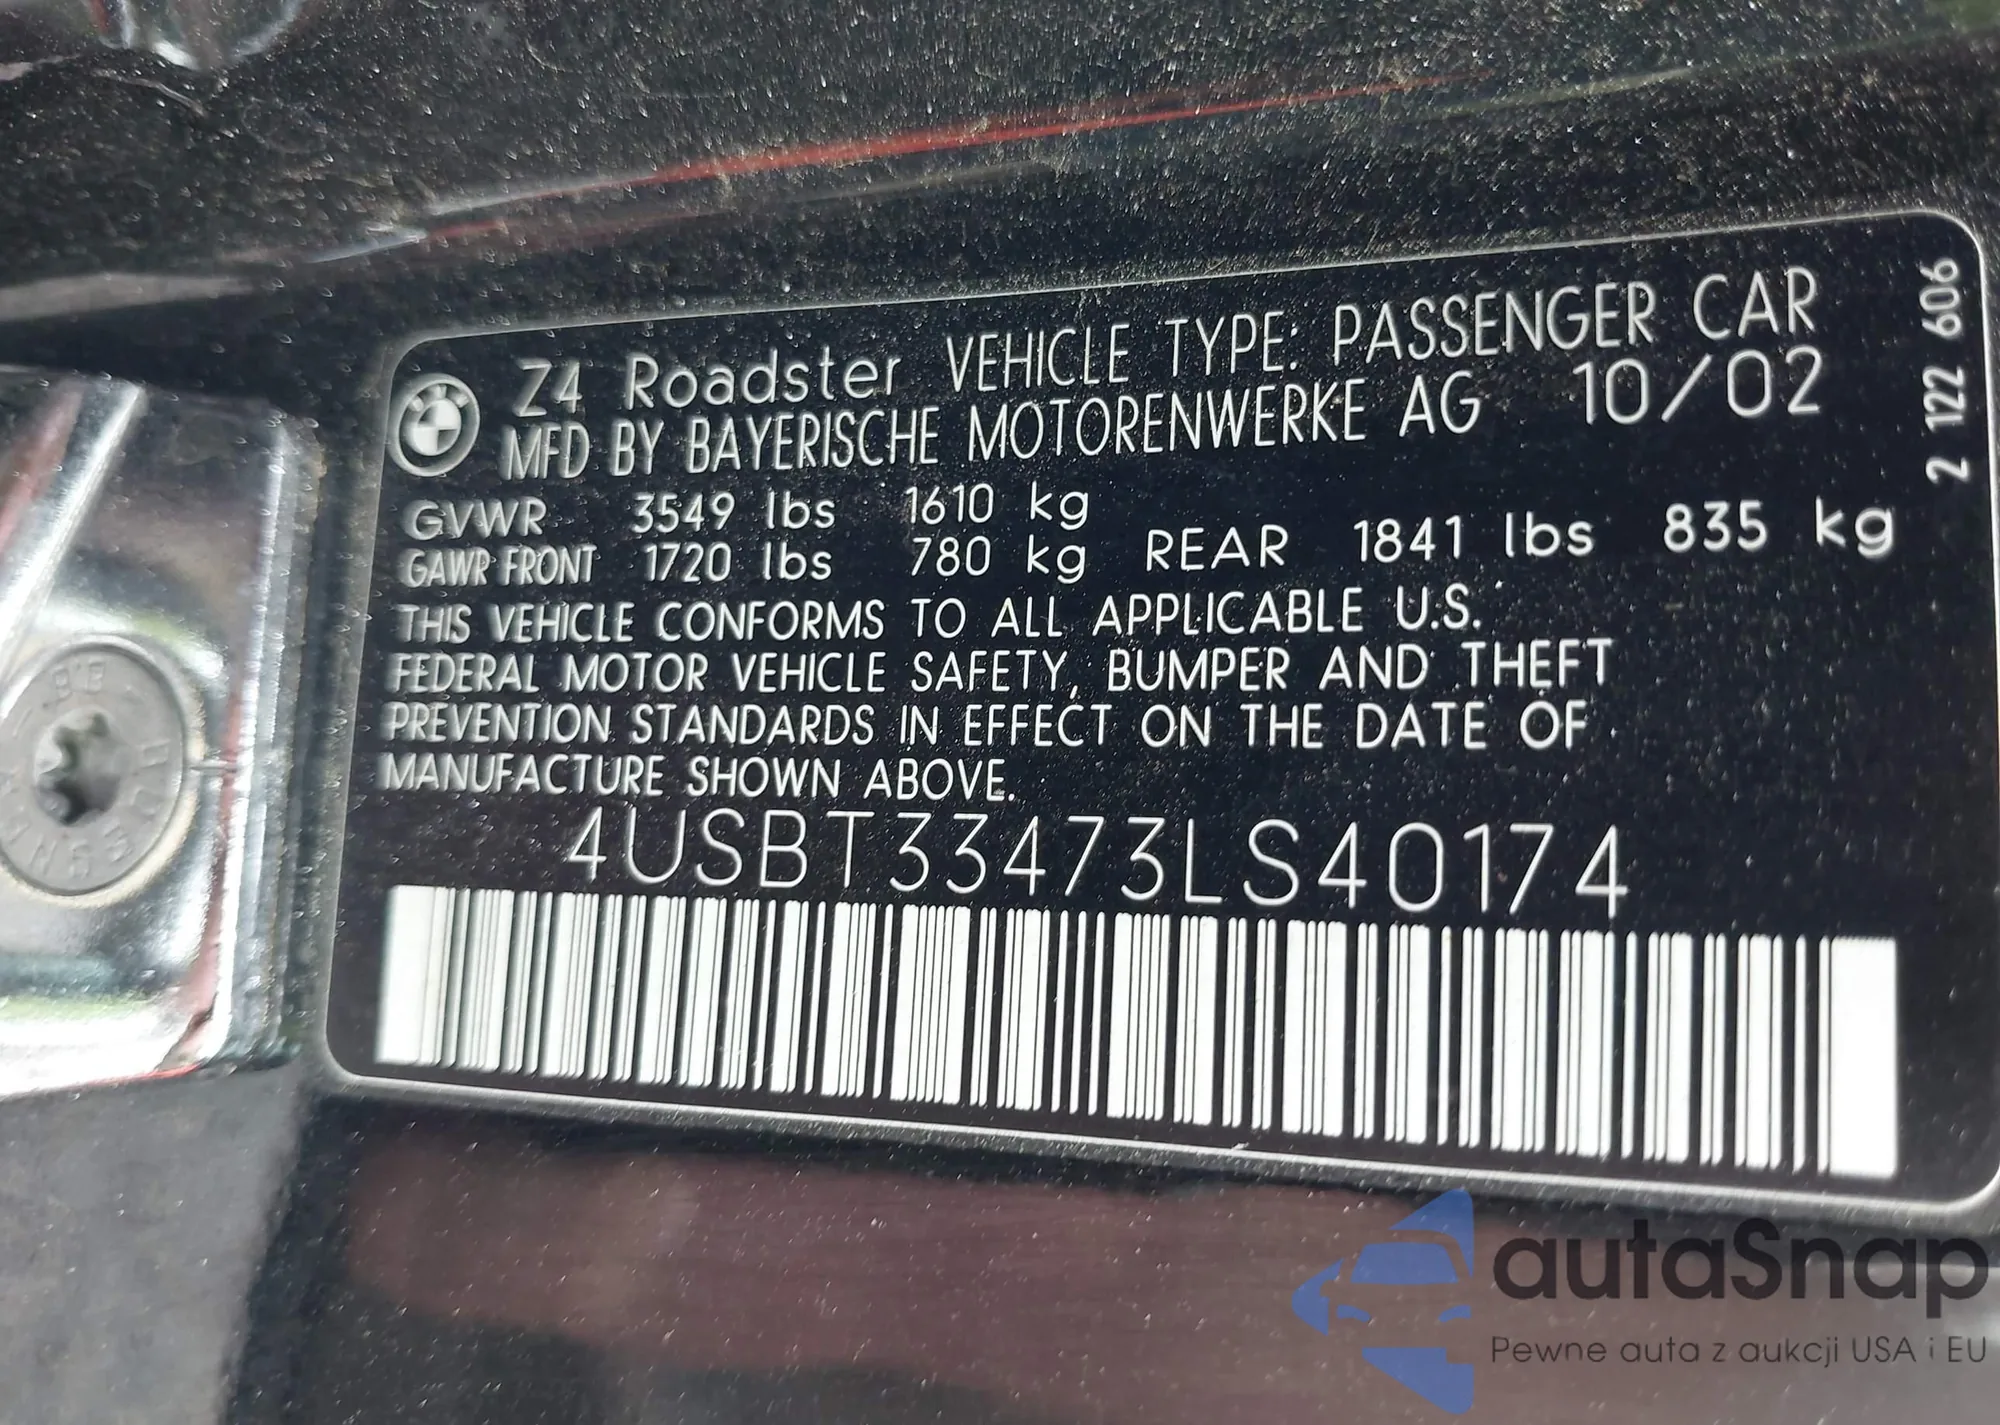 Z4 Roadster VEHICLE TYPE: PASSENGER CAR
MFD BY BAYERISCHE MOTORENWERKE AG 10/02
GVWR 3549 lbs 1610 kg
GAWR FRONT 1720 lbs 780 kg REAR 1841 lbs 835 kg
THIS VEHICLE CONFORMS TO ALL APPLICABLE U.S.
FEDERAL MOTOR VEHICLE SAFETY, BUMPER AND THEFT
PREVENTION STANDARDS IN EFFECT ON THE DATE OF
MANUFACTURE SHOWN ABOVE.
4USBT33473LS40174
2 122 606
8.8
autaSnap
Pewne auta z aukcji USA i EU